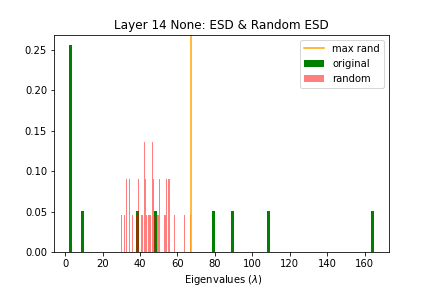 Layer 14 None: ESD & Random ESD
max rand
original
random
0.25
0.20
0.15
0.10
0.05
0.00
0 20 40 60 80 100 120 140 160
Eigenvalues (λ)